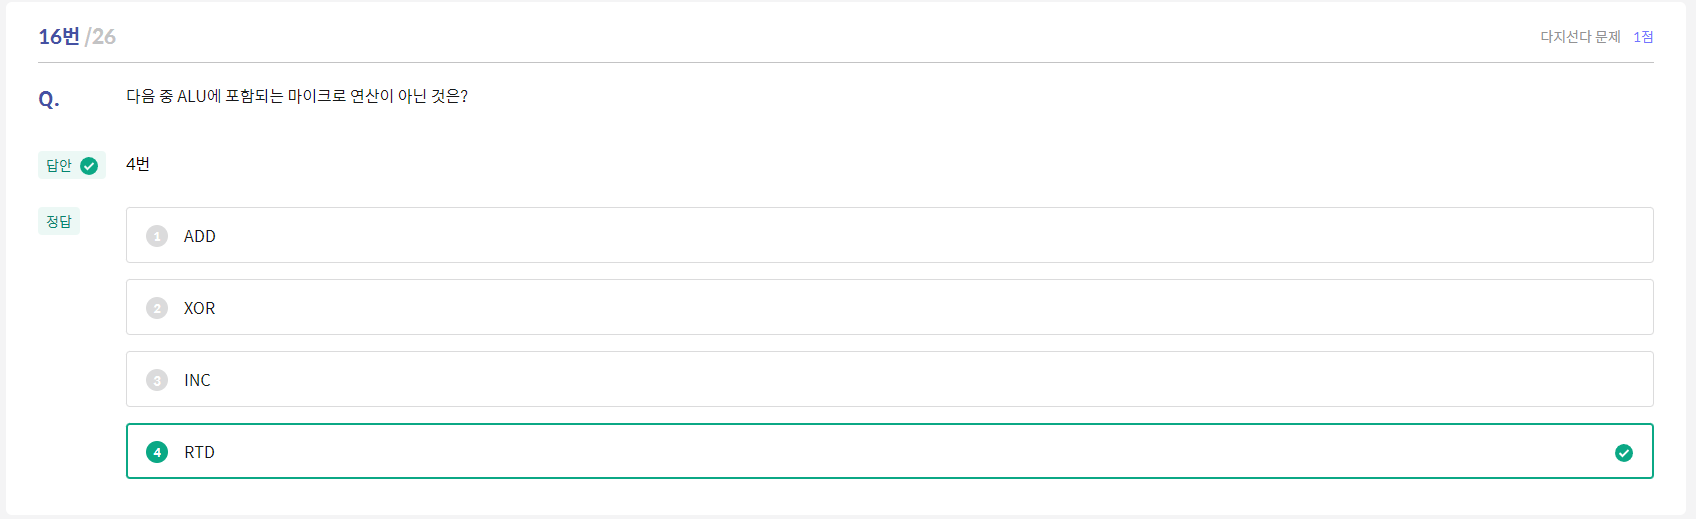 16번 /26
다지선다 문제 1점
Q. 다음 중 ALU에 포함되는 마이크로 연산이 아닌 것은?
답안 4번
정답
1 ADD
2 XOR
3 INC
4 RTD